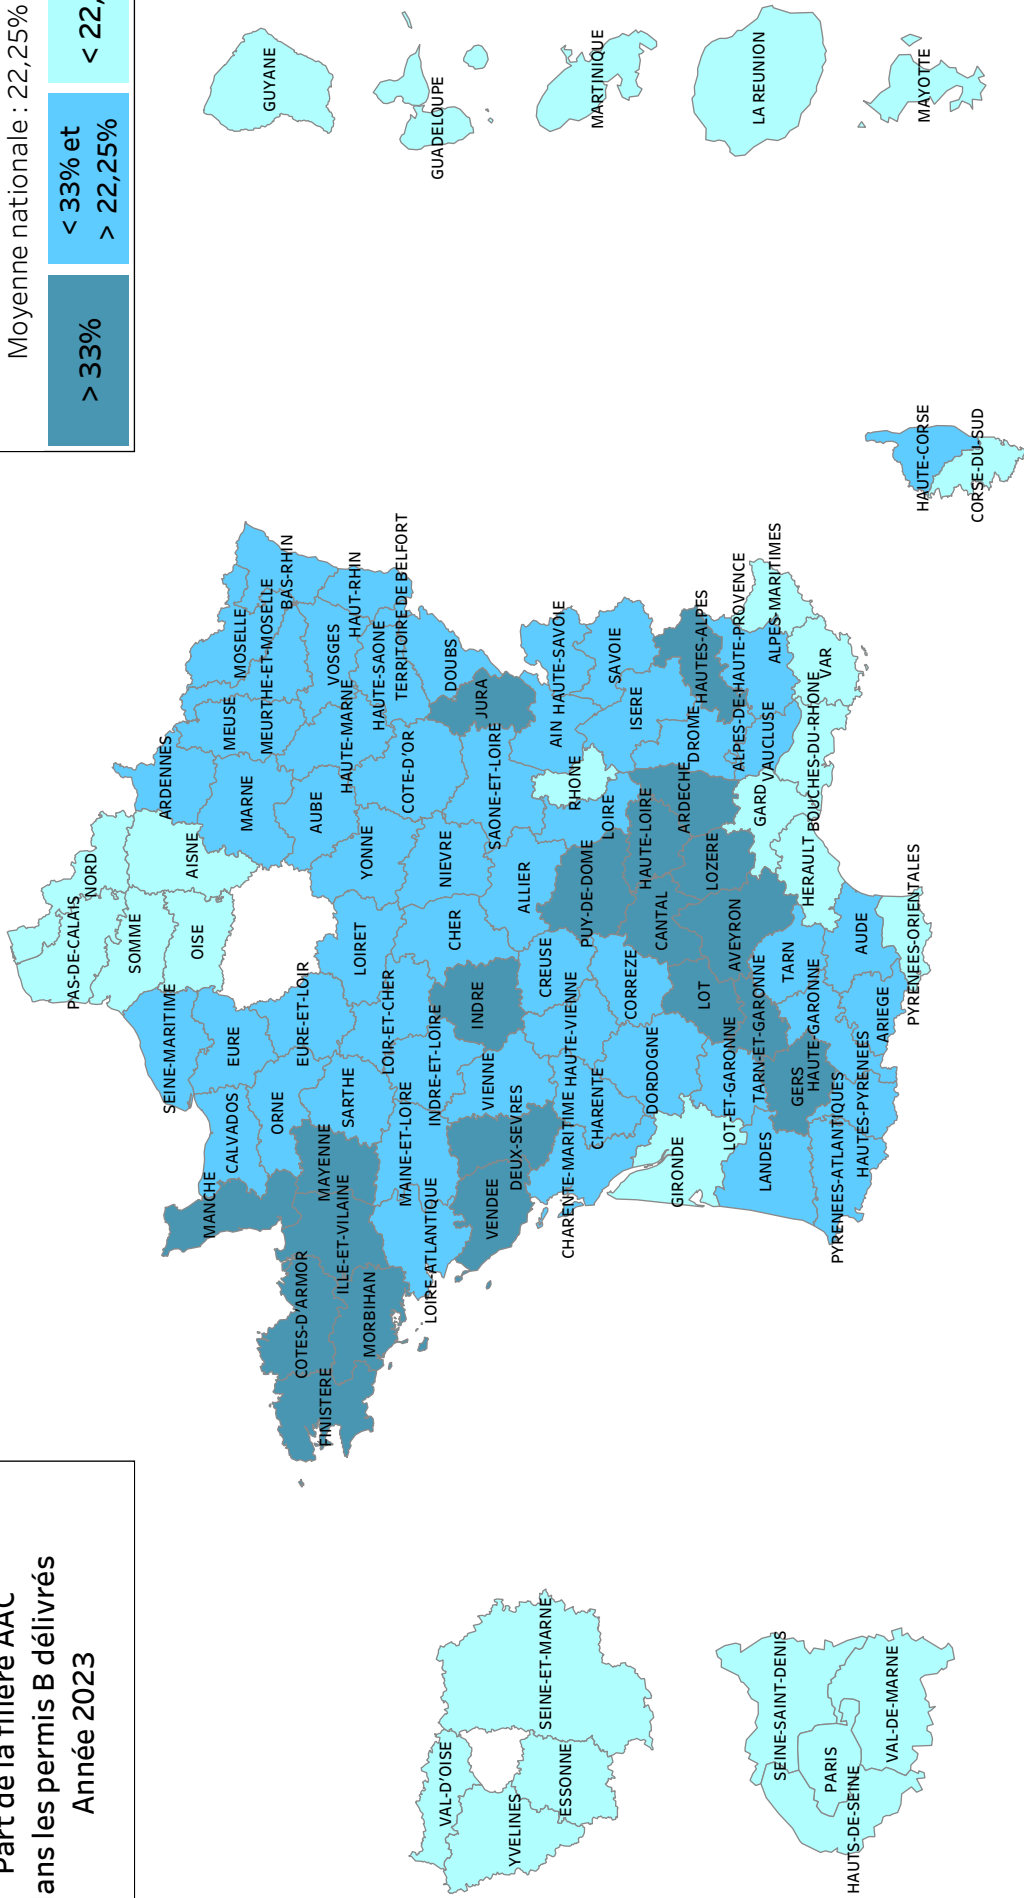 Part de la filière AAC
ans les permis B délivrés
Année 2023
Moyenne nationale : 22,25%
> 33%
< 33% et
> 22,25%
< 22,
PAS-DE-CALAIS
NORD
SOMME
SEINE-MARITIME
OISE
AISNE
ARDENNES
MANCHE
CALVADOS
EURE
MARNE
MEUSE
MOSELLE
MEURTHE-ET-MOSELLE
BAS-RHIN
ORNE
EURE-ET-LOIR
AUBE
HAUTE-MARNE
VOSGES
HAUT-RHIN
FINISTERE
COTES-D'ARMOR
ILLE-ET-VILAINE
MAYENNE
SARTHE
MORBIHAN
LOIRET
YONNE
HAUTE-SAONE
TERRITOIRE DE BELFORT
LOIRE-ATLANTIQUE
MAINE-ET-LOIRE
LOIR-ET-CHER
INDRE-ET-LOIRE
COTE-D'OR
DOUBS
CHER
NIEVRE
JURA
VENDEE
DEUX-SEVRES
VIENNE
INDRE
SAONE-ET-LOIRE
ALLIER
CREUSE
CHARENTE-MARITIME
HAUTE-VIENNE
CHARENTE
PUY-DE-DOME
RHONE
LOIRE
AIN
HAUTE-SAVOIE
SAVOIE
ISERE
CORREZE
DORDOGNE
CANTAL
HAUTE-LOIRE
ARDECHE
DROME
HAUTES-ALPES
GIRONDE
LOT
LOZERE
LOT-ET-GARONNE
TARN-ET-GARONNE
AVEYRON
GARD
VAUCLUSE
ALPES-DE-HAUTE-PROVENCE
ALPES-MARITIMES
LANDES
GERS
HAUTE-GARONNE
TARN
HERAULT
BOUCHES-DU-RHONE
VAR
PYRENEES-ATLANTIQUES
HAUTES-PYRENEES
ARIEGE
AUDE
PYRENEES-ORIENTALES
HAUTE-CORSE
CORSE-DU-SUD
VAL-D'OISE
YVELINES
ESSONNE
SEINE-ET-MARNE
SEINE-SAINT-DENIS
PARIS
HAUTS-DE-SEINE
VAL-DE-MARNE
GUYANE
GUADELOUPE
MARTINIQUE
LA REUNION
MAYOTTE